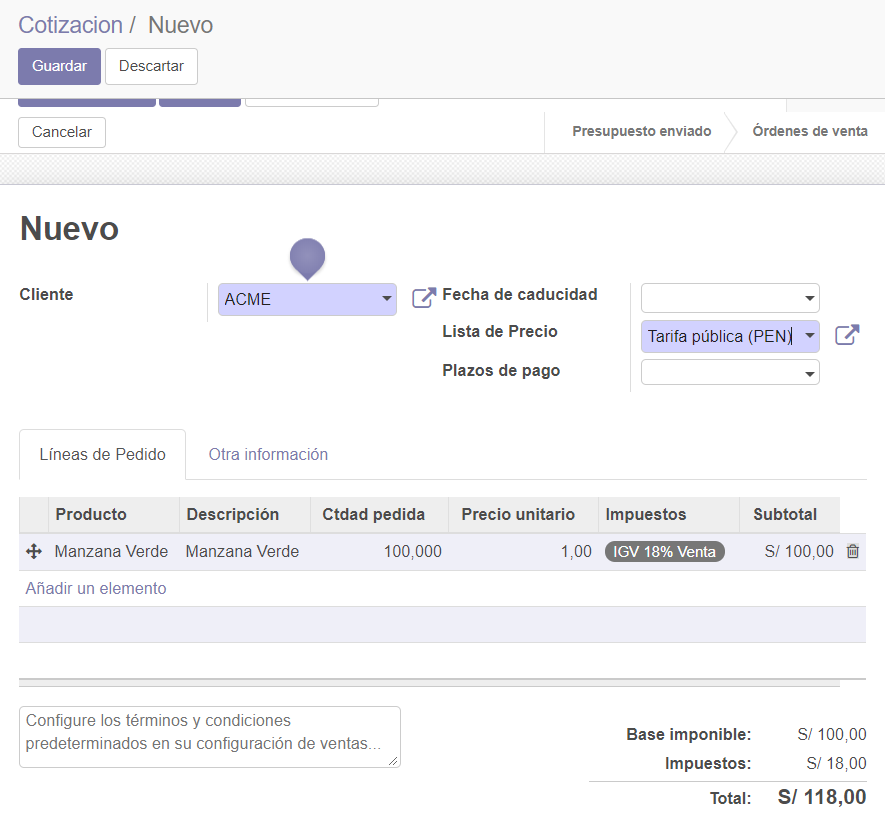 Cotizacion / Nuevo
Guardar Descartar
Cancelar Presupuesto enviado Órdenes de venta
Nuevo
Cliente ACME Fecha de caducidad
Lista de Precio Tarifa pública (PEN)
Plazos de pago
Líneas de Pedido Otra información
Producto Descripción Ctdad pedida Precio unitario Impuestos Subtotal
Manzana Verde Manzana Verde 100,000 1,00 IGV 18% Venta S/ 100,00
Añadir un elemento
Configure los términos y condiciones
predeterminados en su configuración de ventas...
Base imponible: S/ 100,00
Impuestos: S/ 18,00
Total: S/ 118,00